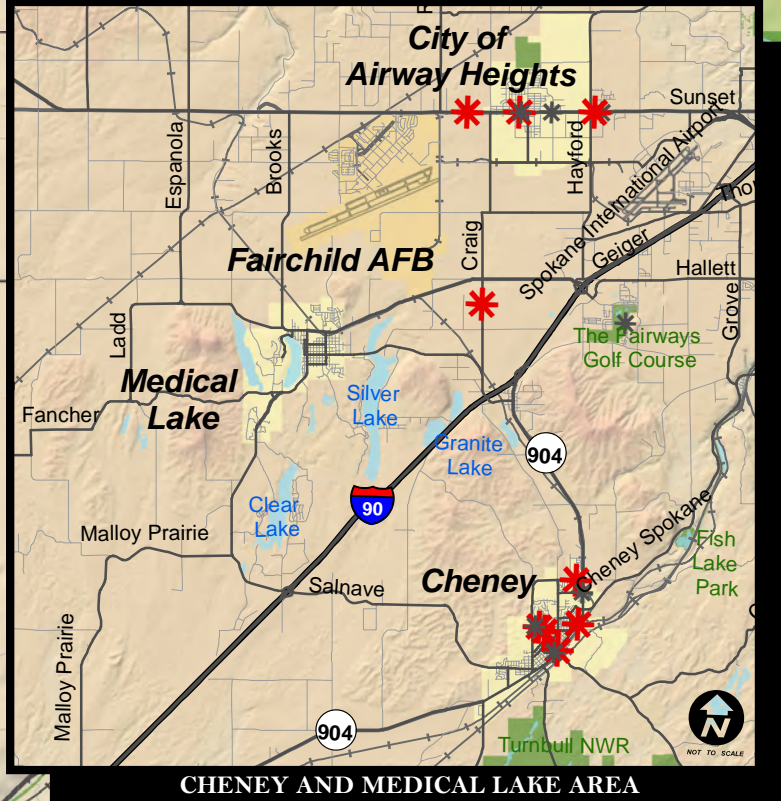 R
City of
Airway Heights
Sunset
Espanola
Brooks
Hayford
Spokane International Airport
Thor
Craig
Geiger
Fairchild AFB
Hallett
Grove
Ladd
The Fairways
Golf Course
Medical
Lake
Silver
Lake
Fancher
Granite
Lake
904
90
Clear
Lake
Malloy Prairie
Cheney Spokane
Fish
Lake
Park
Salnave
Cheney
Malloy Prairie
904
N
NOT TO SCALE
Turnbull NWR
CHENEY AND MEDICAL LAKE AREA